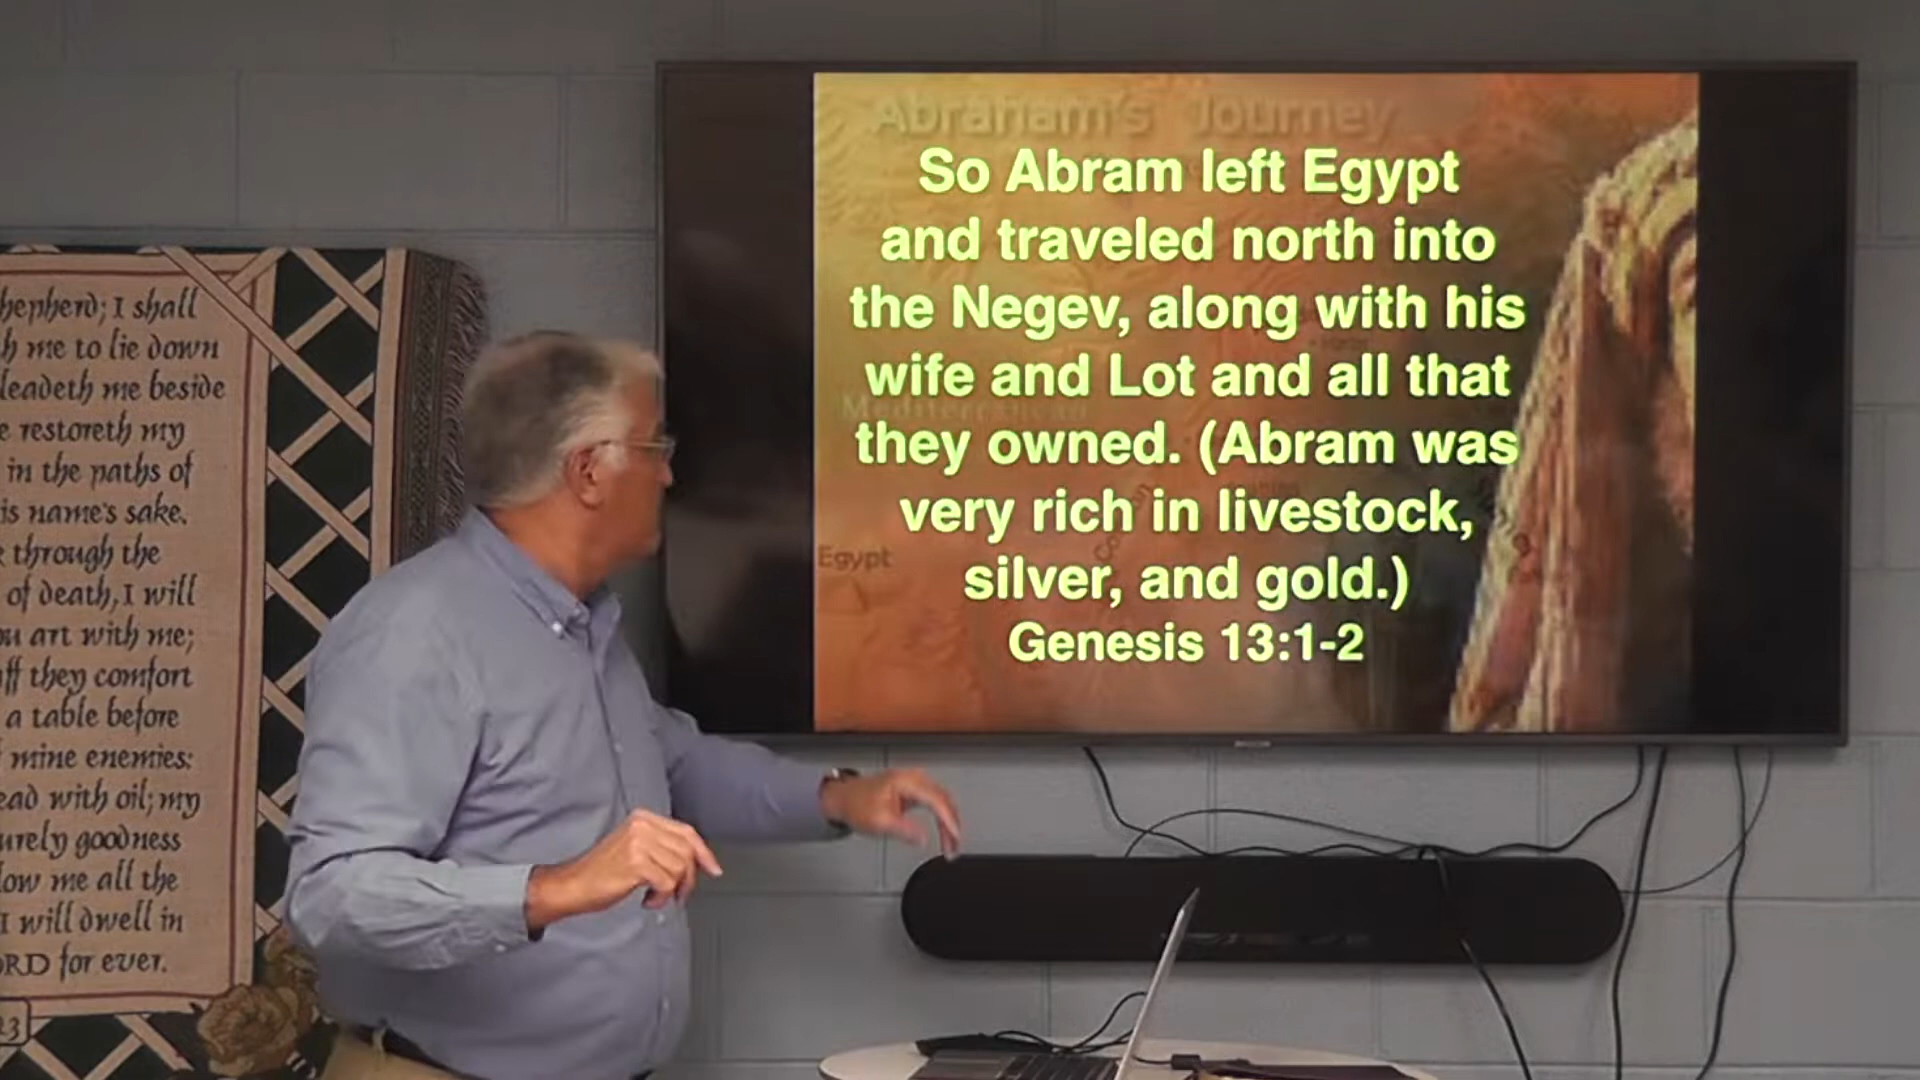 hepherd; I shall
h me to lie down
leadeth me beside
e restoreth my
in the paths of
is name's sake.
through the
of death, I will
u art with me;
ff they comfort
a table before
mine enemies:
ead with oil; my
urely goodness
low me all the
I will dwell in
ORD for ever.
23
Abraham's Journey
So Abram left Egypt
and traveled north into
the Negev, along with his
wife and Lot and all that
they owned. (Abram was
very rich in livestock,
silver, and gold.)
Genesis 13:1-2
Mediterranean
Egypt